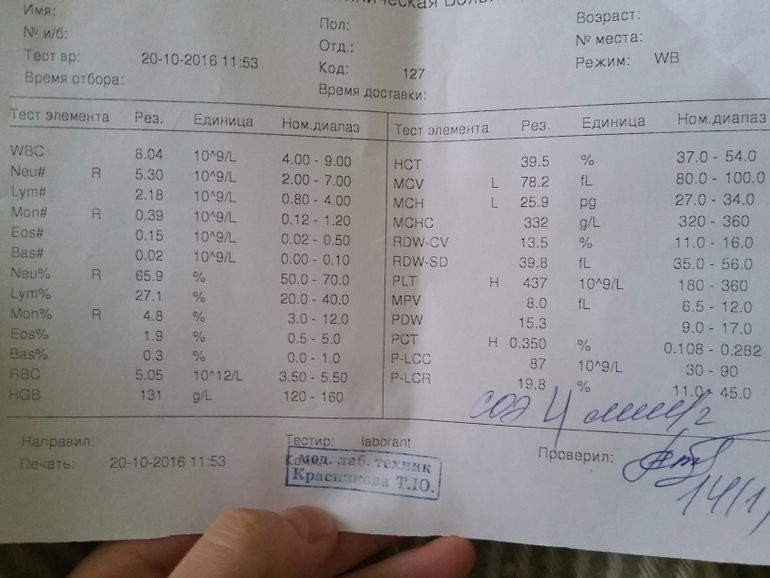 Имя:
Пол:
Возраст:
№ и/б:
Отд.:
№ места:
Тест вр: 20-10-2016 11:53
Код: 127
Режим: WB
Время отбора:
Время доставки:
Тест элемента Рез. Единица Ном.диапаз
WBC 8.04 10^9/L 4.00 - 9.00
Neu# R 5.30 10^9/L 2.00 - 7.00
Lym# 2.18 10^9/L 0.80 - 4.00
Mon# R 0.39 10^9/L 0.12 - 1.20
Eos# 0.15 10^9/L 0.02 - 0.50
Bas# 0.02 10^9/L 0.00 - 0.10
Neu% R 65.9 % 50.0 - 70.0
Lym% 27.1 % 20.0 - 40.0
Mon% R 4.8 % 3.0 - 12.0
Eos% 1.9 % 0.5 - 5.0
Bas% 0.3 % 0.0 - 1.0
RBC 5.05 10^12/L 3.50 - 5.50
HGB 131 g/L 120 - 160
Тест элемента Рез. Единица Ном.диапаз
HCT 39.5 % 37.0 - 54.0
MCV L 78.2 fL 80.0 - 100.0
MCH L 25.9 pg 27.0 - 34.0
MCHC 332 g/L 320 - 360
RDW-CV 13.5 % 11.0 - 16.0
RDW-SD 39.8 fL 35.0 - 56.0
PLT H 437 10^9/L 180 - 360
MPV 8.0 fL 6.5 - 12.0
PDW 15.3 9.0 - 17.0
PCT H 0.350 % 0.108 - 0.282
P-LCC 87 10^9/L 30 - 90
P-LCR 19.8 % 11.0 - 45.0
СОЭ 4 мм/г
Направил:
Тестир: laborant
Проверил:
Печать: 20-10-2016 11:53
мед. лаб. техник
Красникова Т.Ю.